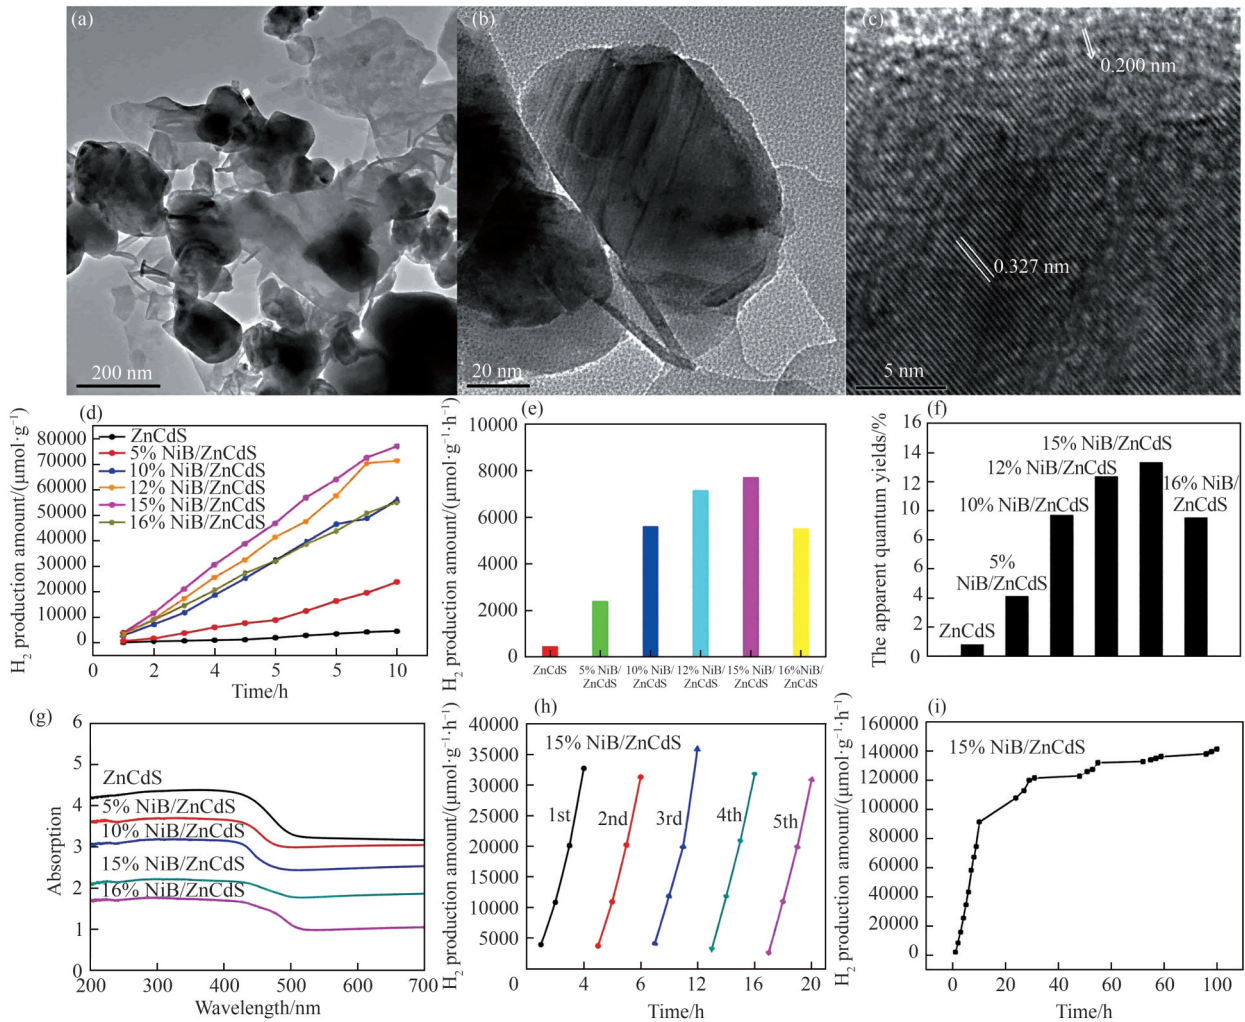 (a)
200 nm
(b)
20 nm
(c)
0.200 nm
0.327 nm
5 nm
(d)
H2 production amount/(μmol·g⁻¹)
80000
70000
60000
50000
40000
30000
20000
10000
0
ZnCdS
5% NiB/ZnCdS
10% NiB/ZnCdS
12% NiB/ZnCdS
15% NiB/ZnCdS
16% NiB/ZnCdS
0 2 4 5 5 10
Time/h
(e)
H2 production amount/(μmol·g⁻¹·h⁻¹)
10000
8000
6000
4000
2000
0
ZnCdS
5% NiB/
ZnCdS
10% NiB/
ZnCdS
12% NiB/
ZnCdS
15% NiB/
ZnCdS
16%NiB/
ZnCdS
(f)
The apparent quantum yields/%
16
14
12
10
8
6
4
2
0
ZnCdS
5%
NiB/ZnCdS
10% NiB/ZnCdS
12% NiB/ZnCdS
15% NiB/ZnCdS
16% NiB/
ZnCdS
(g)
Absorption
6
5
4
3
2
1
ZnCdS
5% NiB/ZnCdS
10% NiB/ZnCdS
15% NiB/ZnCdS
16% NiB/ZnCdS
200 300 400 500 600 700
Wavelength/nm
(h)
H2 production amount/(μmol·g⁻¹·h⁻¹)
40000
35000
30000
25000
20000
15000
10000
5000
0
15% NiB/ZnCdS
1st
2nd
3rd
4th
5th
4 8 12 16 20
Time/h
(i)
H2 production amount/(μmol·g⁻¹·h⁻¹)
160000
140000
120000
100000
80000
60000
40000
20000
0
15% NiB/ZnCdS
0 20 40 60 80 100
Time/h